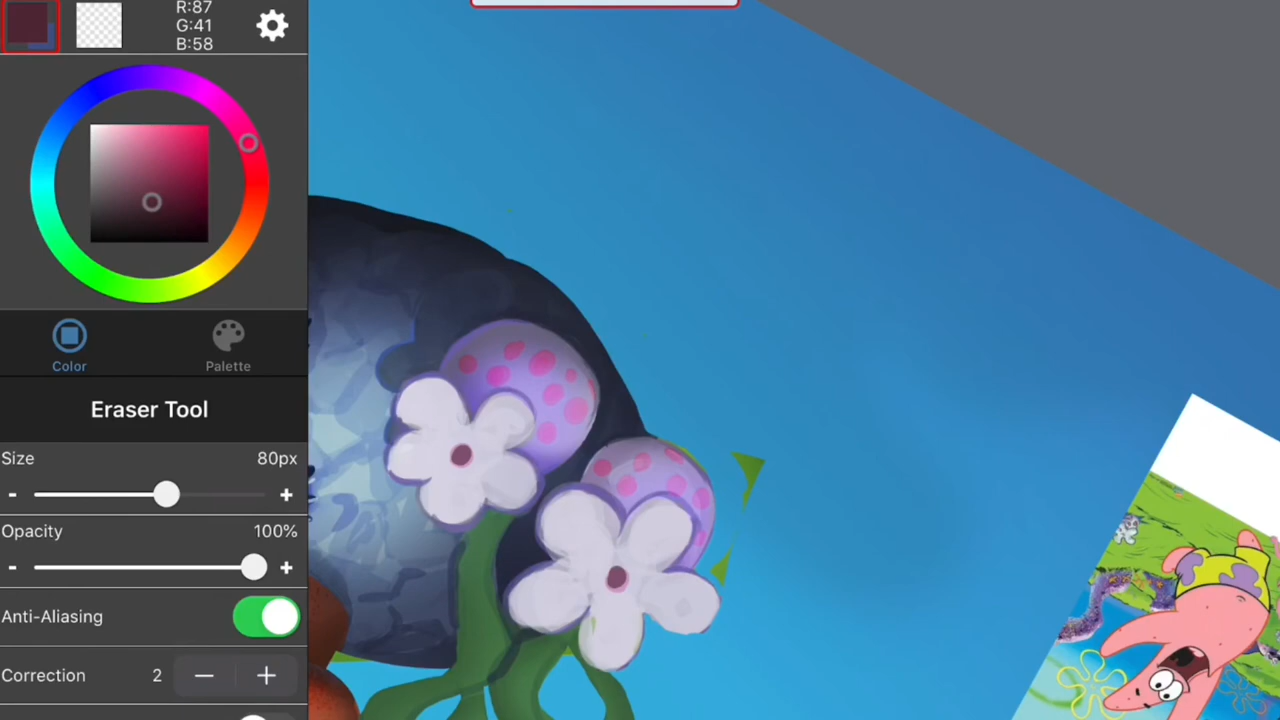 R:87
G:41
B:58
Color
Palette
Eraser Tool
Size
80px
-
+
Opacity
100%
-
+
Anti-Aliasing
Correction
2
-
+